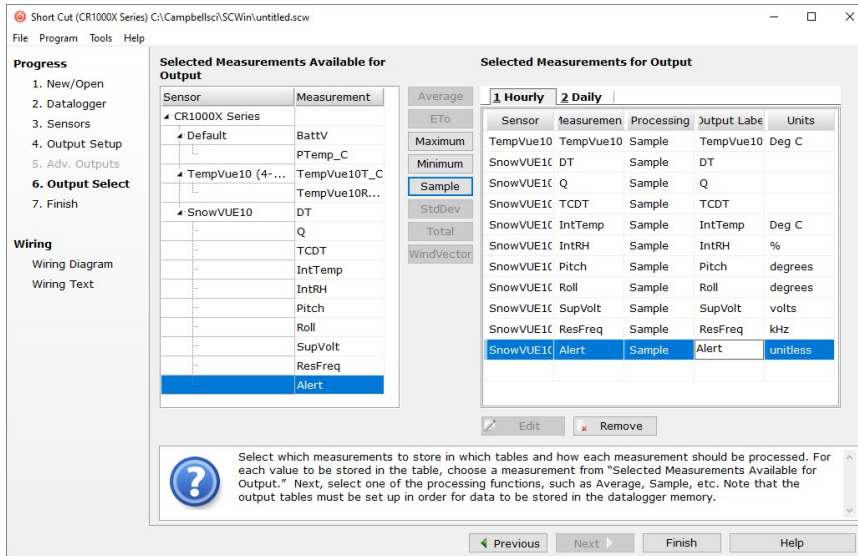 Short Cut (CR1000X Series) C:\Campbellsci\SCWin\untitled.scw
File Program Tools Help
Progress
1. New/Open
2. Datalogger
3. Sensors
4. Output Setup
5. Adv. Outputs
6. Output Select
7. Finish
Wiring
Wiring Diagram
Wiring Text
Selected Measurements Available for
Output
Sensor Measurement
CR1000X Series
Default BattV
PTemp_C
TempVue10 (4-... TempVue10T_C
TempVue10R...
SnowVUE10 DT
Q
TCDT
IntTemp
IntRH
Pitch
Roll
SupVolt
ResFreq
Alert
Average
ETo
Maximum
Minimum
Sample
StdDev
Total
WindVector
Selected Measurements for Output
1 Hourly 2 Daily
Sensor Measuremen Processing Output Labe Units
TempVue10 TempVue10 Sample TempVue10 Deg C
SnowVUE10 DT Sample DT
SnowVUE10 Q Sample Q
SnowVUE10 TCDT Sample TCDT
SnowVUE10 IntTemp Sample IntTemp Deg C
SnowVUE10 IntRH Sample IntRH %
SnowVUE10 Pitch Sample Pitch degrees
SnowVUE10 Roll Sample Roll degrees
SnowVUE10 SupVolt Sample SupVolt volts
SnowVUE10 ResFreq Sample ResFreq kHz
SnowVUE10 Alert Sample Alert unitless
Edit Remove
Select which measurements to store in which tables and how each measurement should be processed. For
each value to be stored in the table, choose a measurement from "Selected Measurements Available for
Output." Next, select one of the processing functions, such as Average, Sample, etc. Note that the
output tables must be set up in order for data to be stored in the datalogger memory.
Previous Next Finish Help